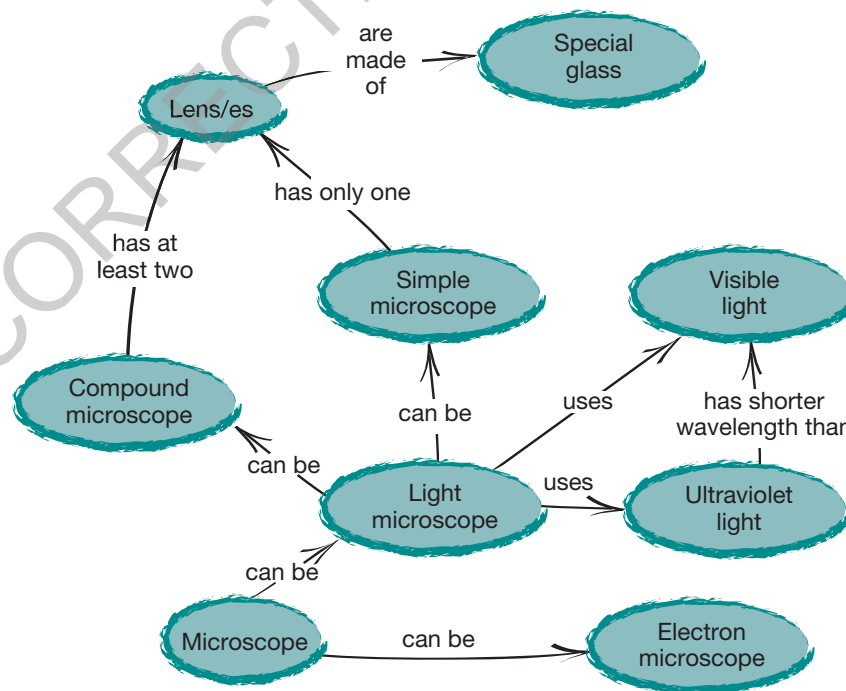 are
made
of
Special
glass
Lens/es
has only one
has at
least two
Simple
microscope
Visible
light
Compound
microscope
can be
uses
has shorter
wavelength than
can be
Light
microscope
uses
Ultraviolet
light
can be
Microscope
can be
Electron
microscope
CORRECT